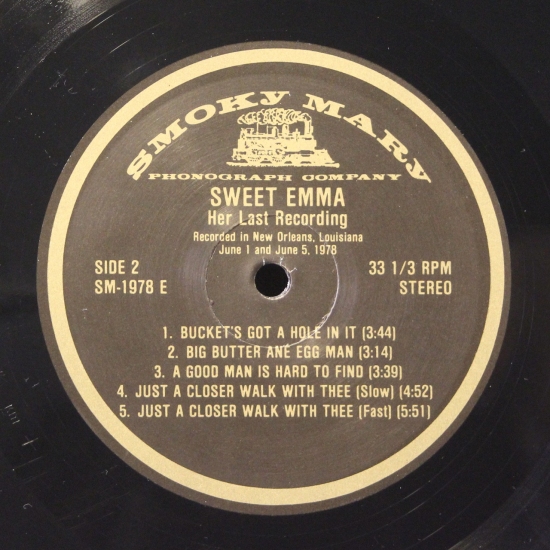 SMOKY MARY
PHONOGRAPH COMPANY
SWEET EMMA
Her Last Recording
Recorded in New Orleans, Louisiana
June 1 and June 5, 1978
SIDE 2
SM-1978 E
33 1/3 RPM
STEREO
1. BUCKET'S GOT A HOLE IN IT (3:44)
2. BIG BUTTER ANE EGG MAN (3:14)
3. A GOOD MAN IS HARD TO FIND (3:39)
4. JUST A CLOSER WALK WITH THEE (Slow) (4:52)
5. JUST A CLOSER WALK WITH THEE (Fast) (5:51)